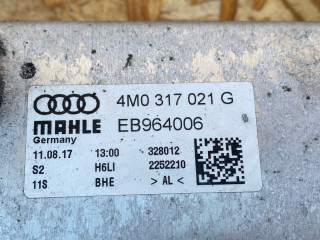 4M0 317 021 G
MAHLE EB964006
Germany
11.08.17 13:00 328012
S2 H6LI 2252210
11S BHE > AL <